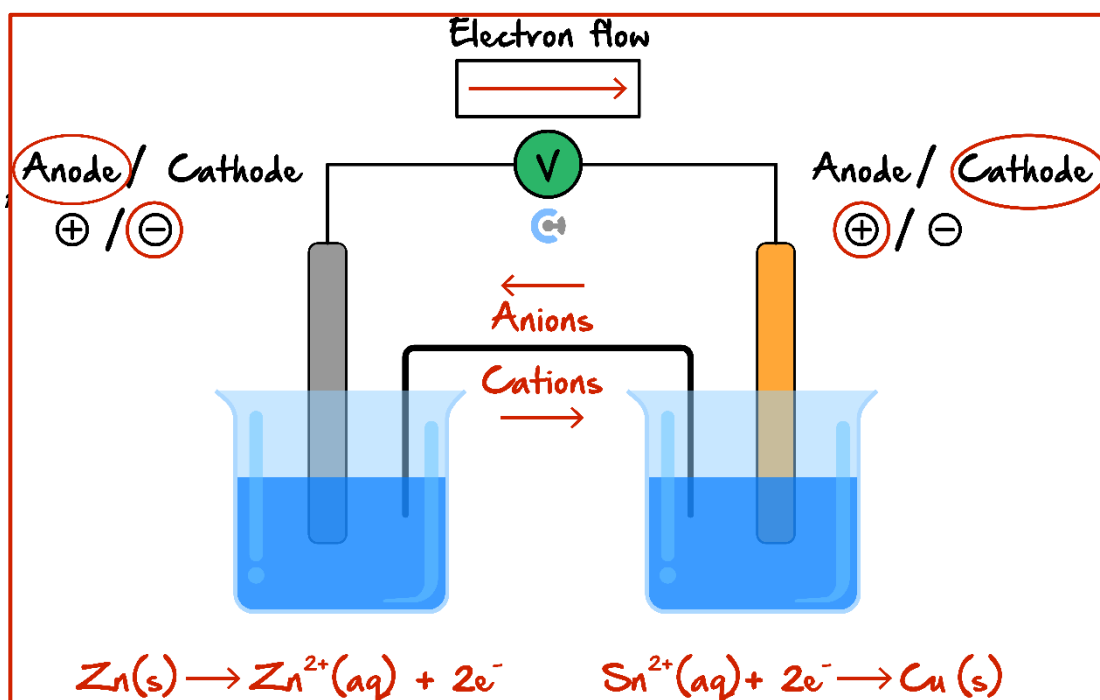 Electron flow
V
Anode / Cathode
⊕ / ⊖
Anode / Cathode
⊕ / ⊖
Anions
Cations
Zn(s) → Zn²⁺(aq) + 2e⁻
Sn²⁺(aq) + 2e⁻ → Cu (s)